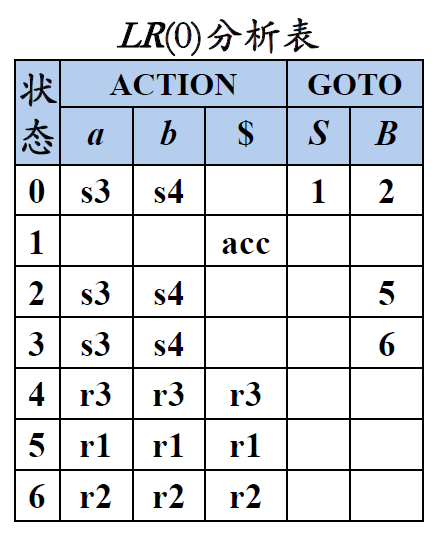 LR(0)分析表
状态 ACTION GOTO
a b $ S B
0 s3 s4 1 2
1 acc
2 s3 s4 5
3 s3 s4 6
4 r3 r3 r3
5 r1 r1 r1
6 r2 r2 r2